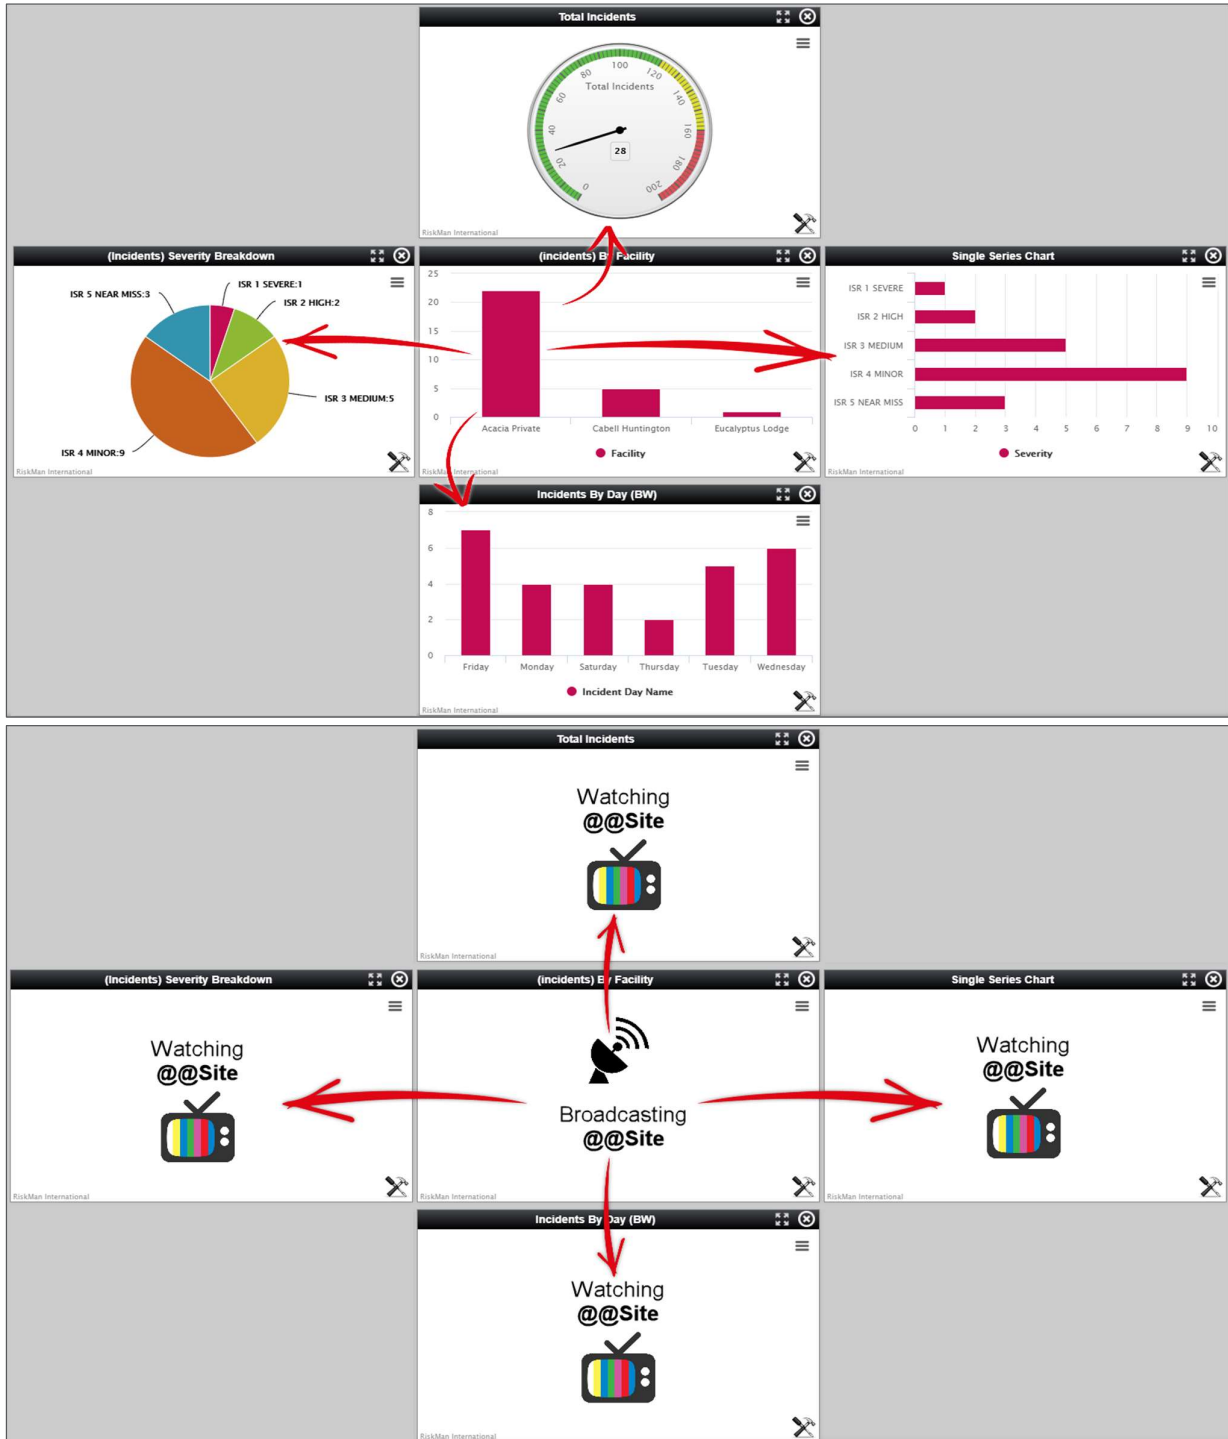 Total Incidents
100
80
120
Total Incidents
60
140
40
160
28
20
180
0
200
RiskMan International
(Incidents) Severity Breakdown
ISR 1 SEVERE:1
ISR 5 NEAR MISS:3
ISR 2 HIGH:2
ISR 3 MEDIUM:5
ISR 4 MINOR:9
RiskMan International
(incidents) By Facility
25
20
15
10
5
0
Acacia Private
Cabell Huntington
Eucalyptus Lodge
Facility
RiskMan International
Single Series Chart
ISR 1 SEVERE
ISR 2 HIGH
ISR 3 MEDIUM
ISR 4 MINOR
ISR 5 NEAR MISS
0 1 2 3 4 5 6 7 8 9 10
Severity
RiskMan International
Incidents By Day (BW)
8
6
4
2
0
Friday Monday Saturday Thursday Tuesday Wednesday
Incident Day Name
RiskMan International
Total Incidents
Watching
@@Site
RiskMan International
(Incidents) Severity Breakdown
Watching
@@Site
RiskMan International
(incidents) By Facility
Broadcasting
@@Site
RiskMan International
Single Series Chart
Watching
@@Site
RiskMan International
Incidents By Day (BW)
Watching
@@Site
RiskMan International